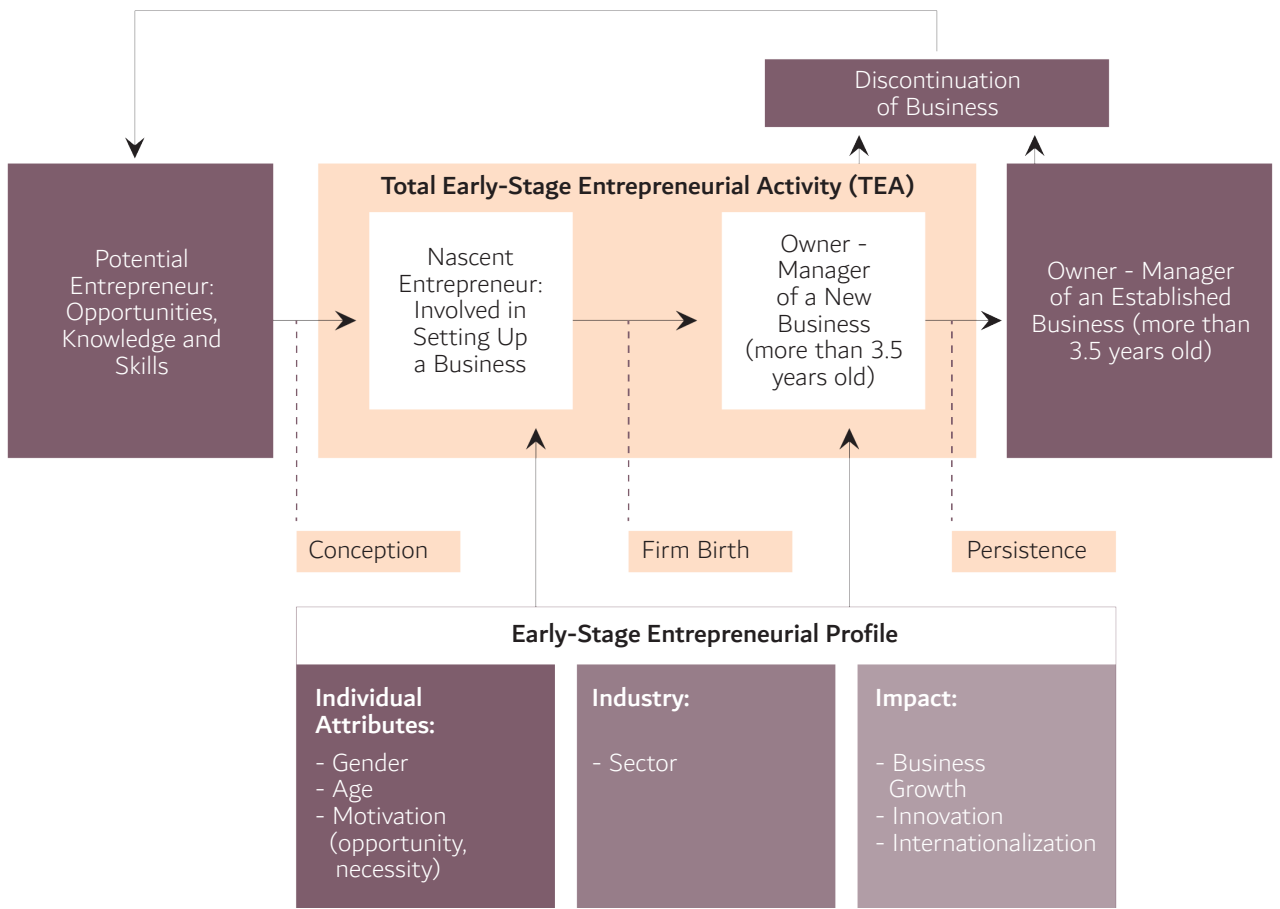 Discontinuation
of Business
Total Early-Stage Entrepreneurial Activity (TEA)
Potential
Entrepreneur:
Opportunities,
Knowledge and
Skills
Nascent
Entrepreneur:
Involved in
Setting Up
a Business
Owner -
Manager
of a New
Business
(more than 3.5
years old)
Owner - Manager
of an Established
Business (more than
3.5 years old)
Conception
Firm Birth
Persistence
Early-Stage Entrepreneurial Profile
Individual
Attributes:
- Gender
- Age
- Motivation
(opportunity,
necessity)
Industry:
- Sector
Impact:
- Business
Growth
- Innovation
- Internationalization